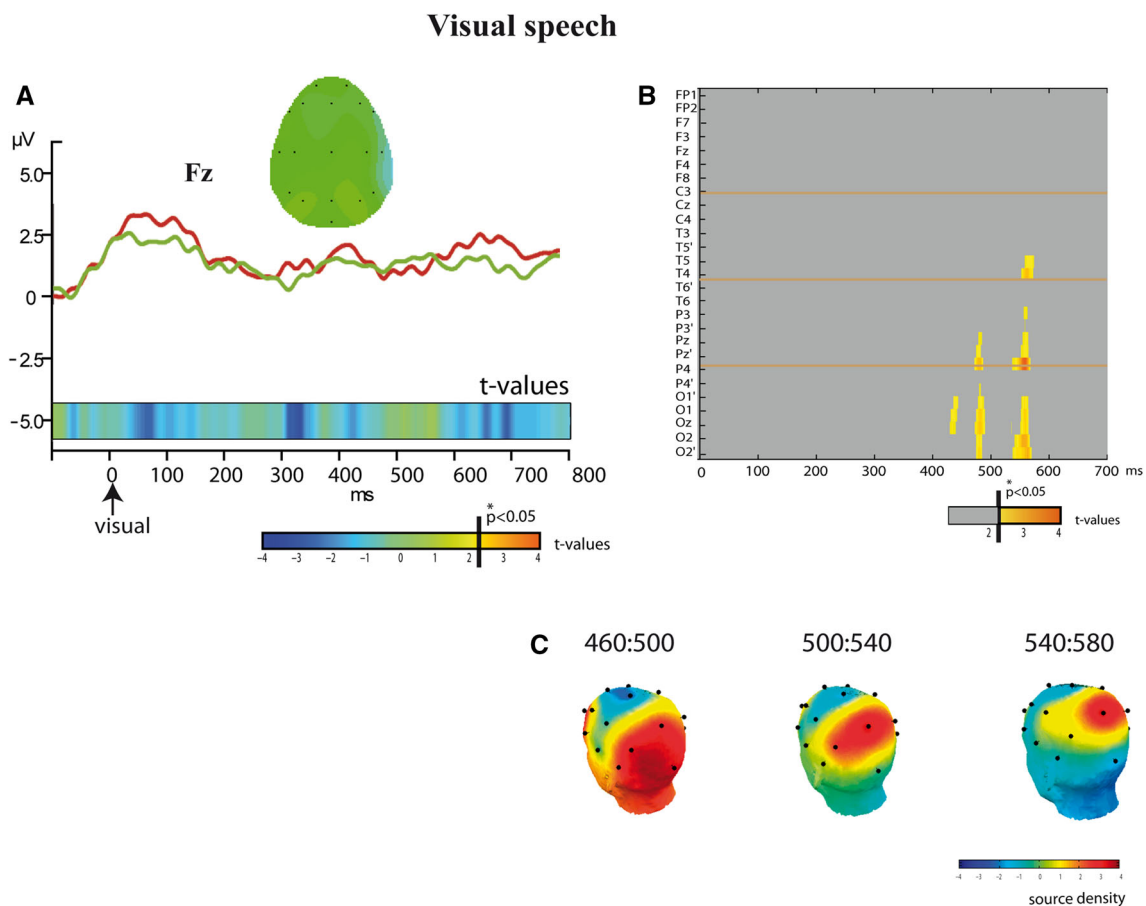 Visual speech
A
µV
5.0
2.5
0
−2.5
−5.0
Fz
t-values
0 100 200 300 400 500 600 700 800
ms
visual
*
p<0.05
−4 −3 −2 −1 0 1 2 3 4
t-values
B
FP1
FP2
F7
F3
Fz
F4
F8
C3
Cz
C4
T3
T5'
T5
T4
T6'
T6
P3
P3'
Pz
Pz'
P4
P4'
O1'
O1
Oz
O2
O2'
0 100 200 300 400 500 600 700 ms
*
p<0.05
2 3 4
t-values
C
460:500 500:540 540:580
-4 -3 -2 -1 0 1 2 3 4
source density